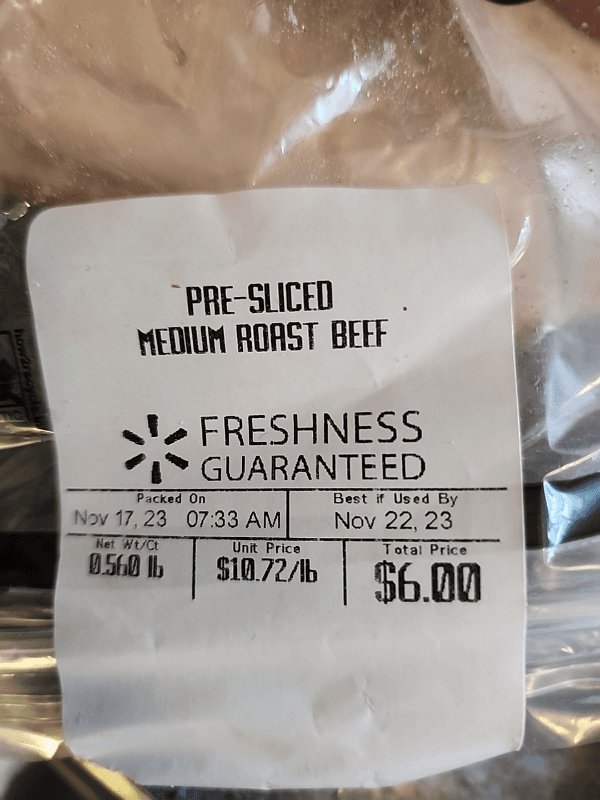 PRE-SLICED
MEDIUM ROAST BEEF
FRESHNESS
GUARANTEED
Packed On
Nov 17, 23 07:33 AM
Best if Used By
Nov 22, 23
Net Wt/Ct
0.560 lb
Unit Price
$10.72/lb
Total Price
$6.00